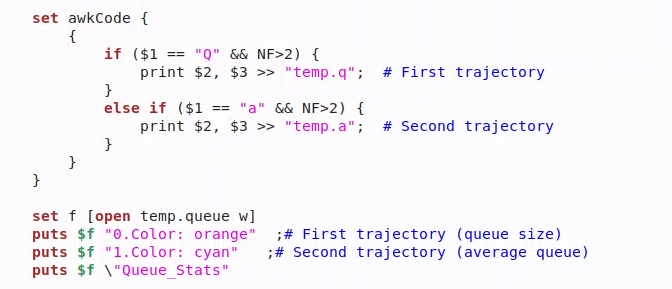 set awkCode {
    {
        if ($1 == "Q" && NF>2) {
            print $2, $3 >> "temp.q";  # First trajectory
        }
        else if ($1 == "a" && NF>2) {
            print $2, $3 >> "temp.a";  # Second trajectory
        }
    }
}

set f [open temp.queue w]
puts $f "0.Color: orange"  ;# First trajectory (queue size)
puts $f "1.Color: cyan"   ;# Second trajectory (average queue)
puts $f \"Queue_Stats"